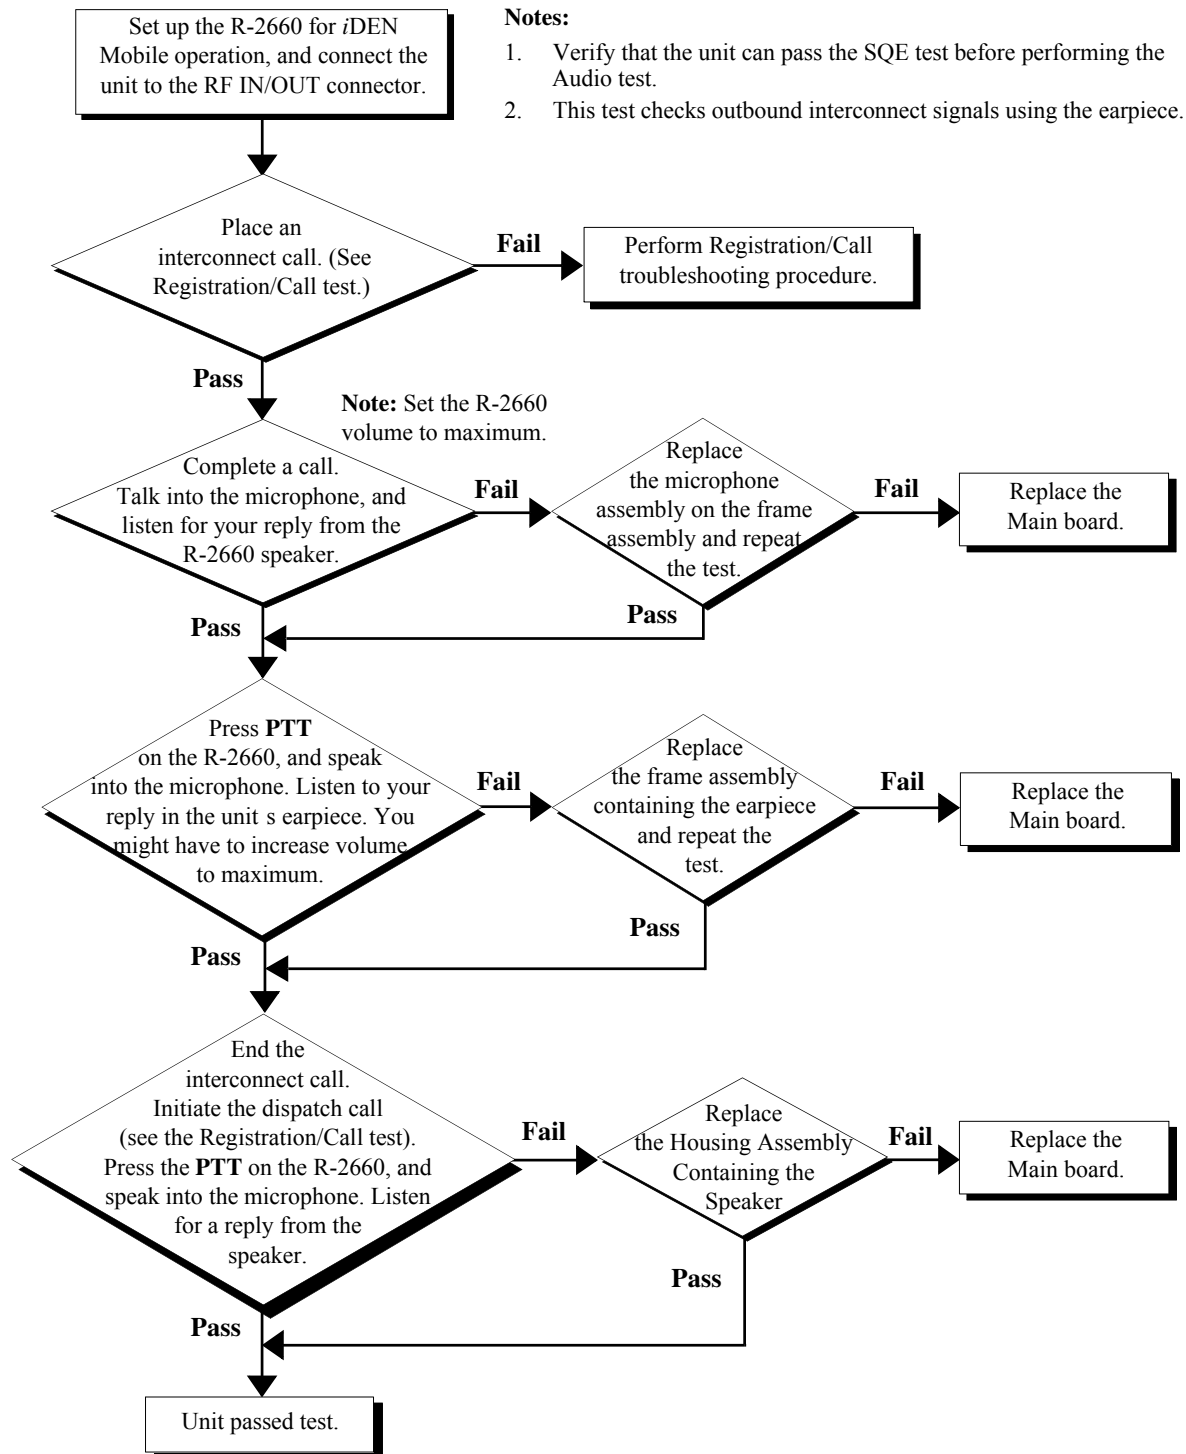 Set up the R-2660 for iDEN
Mobile operation, and connect the
unit to the RF IN/OUT connector.
Notes:
1. Verify that the unit can pass the SQE test before performing the
Audio test.
2. This test checks outbound interconnect signals using the earpiece.
Place an
interconnect call. (See
Registration/Call test.)
Fail
Perform Registration/Call
troubleshooting procedure.
Pass
Note: Set the R-2660
volume to maximum.
Complete a call.
Talk into the microphone, and
listen for your reply from the
R-2660 speaker.
Fail
Replace
the microphone
assembly on the frame
assembly and repeat
the test.
Fail
Replace the
Main board.
Pass
Pass
Press PTT
on the R-2660, and speak
into the microphone. Listen to your
reply in the unit s earpiece. You
might have to increase volume
to maximum.
Fail
Replace
the frame assembly
containing the earpiece
and repeat the
test.
Fail
Replace the
Main board.
Pass
Pass
End the
interconnect call.
Initiate the dispatch call
(see the Registration/Call test).
Press the PTT on the R-2660, and
speak into the microphone. Listen
for a reply from the
speaker.
Fail
Replace
the Housing Assembly
Containing the
Speaker
Fail
Replace the
Main board.
Pass
Pass
Unit passed test.